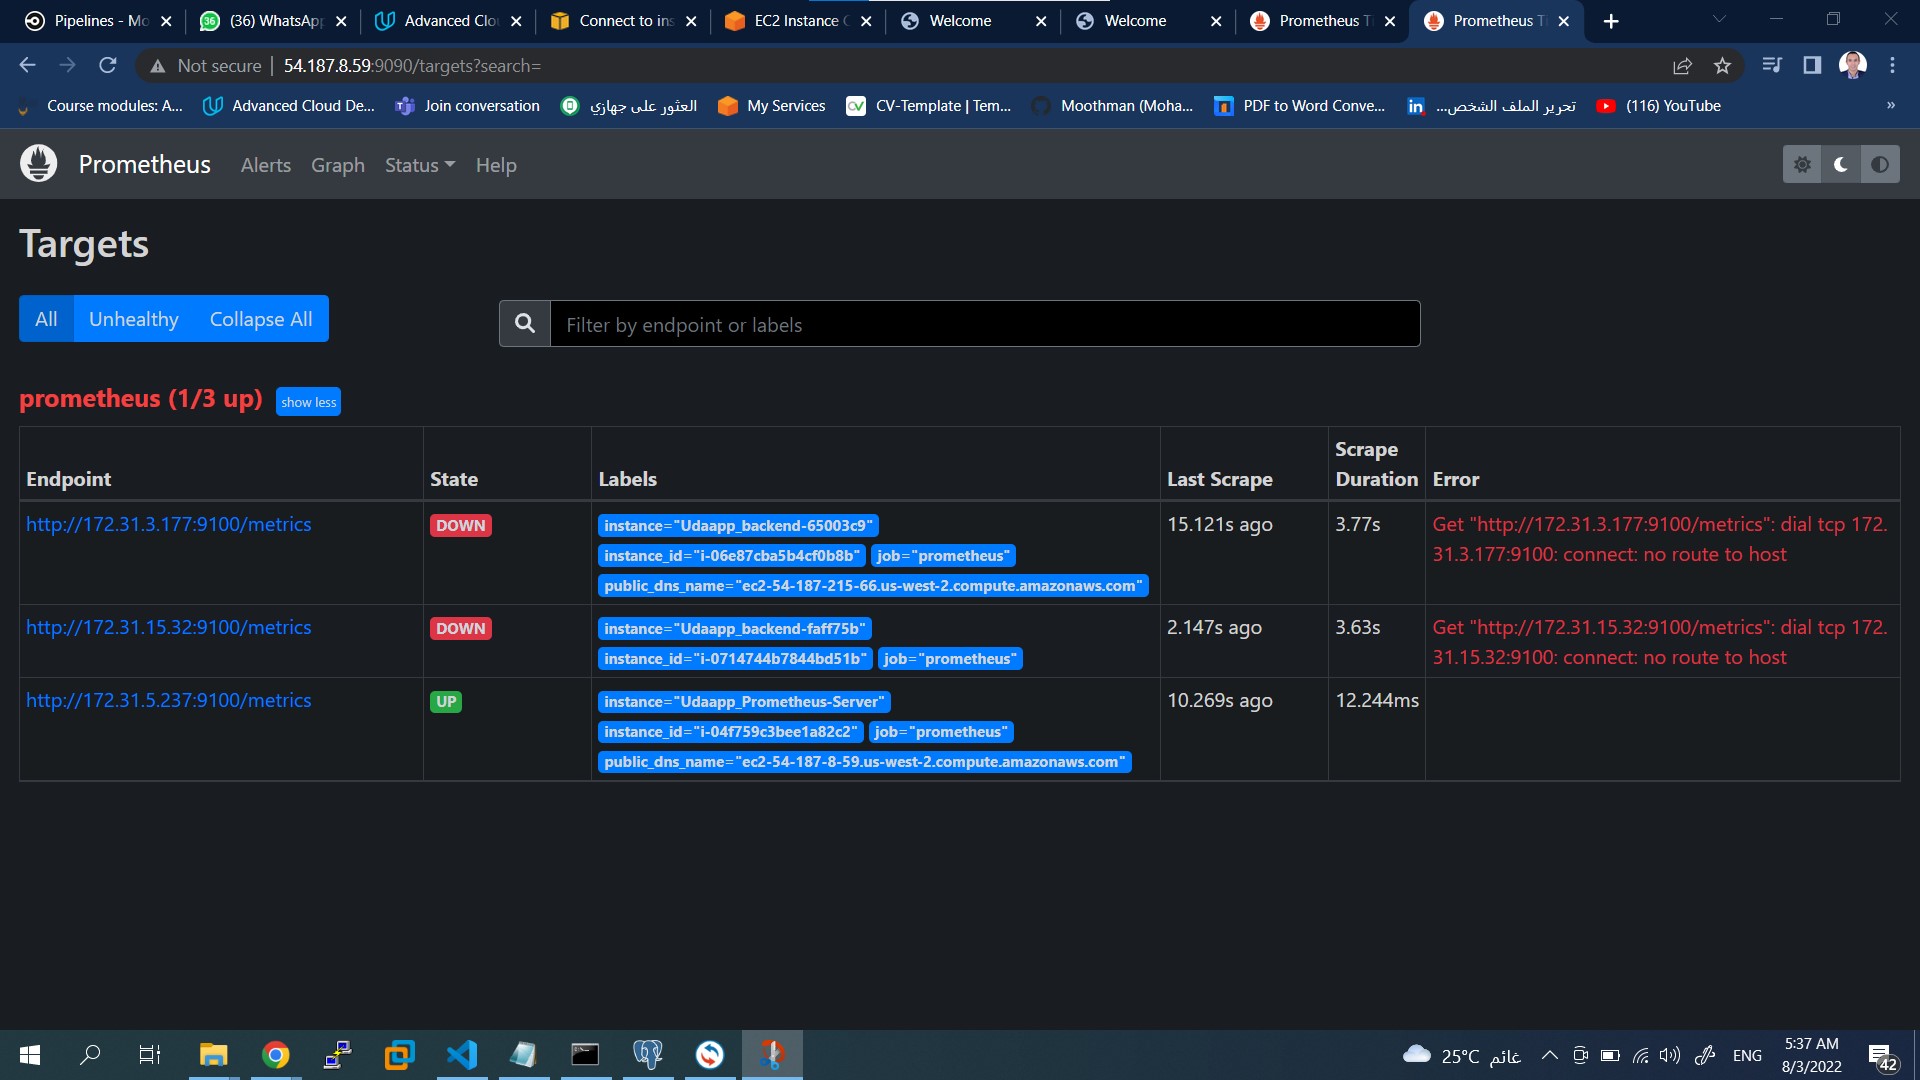 Pipelines - Mo
(36) WhatsApp
Advanced Clo
Connect to ins
EC2 Instance C
Welcome
Welcome
Prometheus Ti
Prometheus Ti
Not secure
54.187.8.59:9090/targets?search=
Course modules: A...
Advanced Cloud De...
Join conversation
العثور على جهازي
My Services
CV-Template | Tem...
Moothman (Moha...
PDF to Word Conve...
تحرير الملف الشخص...
(116) YouTube
»
Prometheus
Alerts
Graph
Status
Help
Targets
All
Unhealthy
Collapse All
Filter by endpoint or labels
prometheus (1/3 up)
show less
Endpoint
State
Labels
Last Scrape
Scrape
Duration
Error
http://172.31.3.177:9100/metrics
DOWN
instance="Udaapp_backend-65003c9"
instance_id="i-06e87cba5b4cf0b8b" job="prometheus"
public_dns_name="ec2-54-187-215-66.us-west-2.compute.amazonaws.com"
15.121s ago
3.77s
Get "http://172.31.3.177:9100/metrics": dial tcp 172.
31.3.177:9100: connect: no route to host
http://172.31.15.32:9100/metrics
DOWN
instance="Udaapp_backend-faff75b"
instance_id="i-0714744b7844bd51b" job="prometheus"
2.147s ago
3.63s
Get "http://172.31.15.32:9100/metrics": dial tcp 172.
31.15.32:9100: connect: no route to host
http://172.31.5.237:9100/metrics
UP
instance="Udaapp_Prometheus-Server"
instance_id="i-04f759c3bee1a82c2" job="prometheus"
public_dns_name="ec2-54-187-8-59.us-west-2.compute.amazonaws.com"
10.269s ago
12.244ms
25°C غائم
ENG
5:37 AM
8/3/2022
42